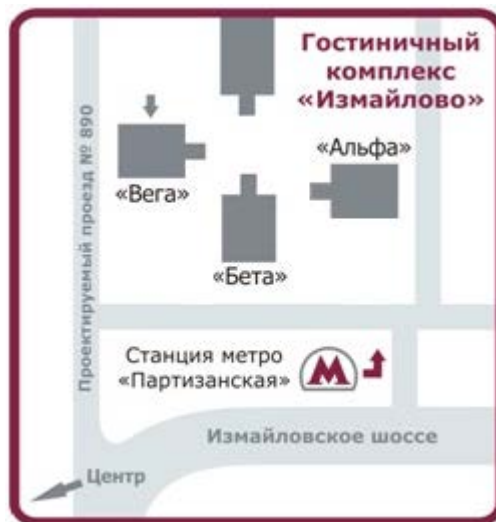 Гостиничный
комплекс
«Измайлово»
Проектируемый проезд № 890
«Альфа»
«Вега»
«Бета»
Станция метро
«Партизанская»
М
Измайловское шоссе
Центр